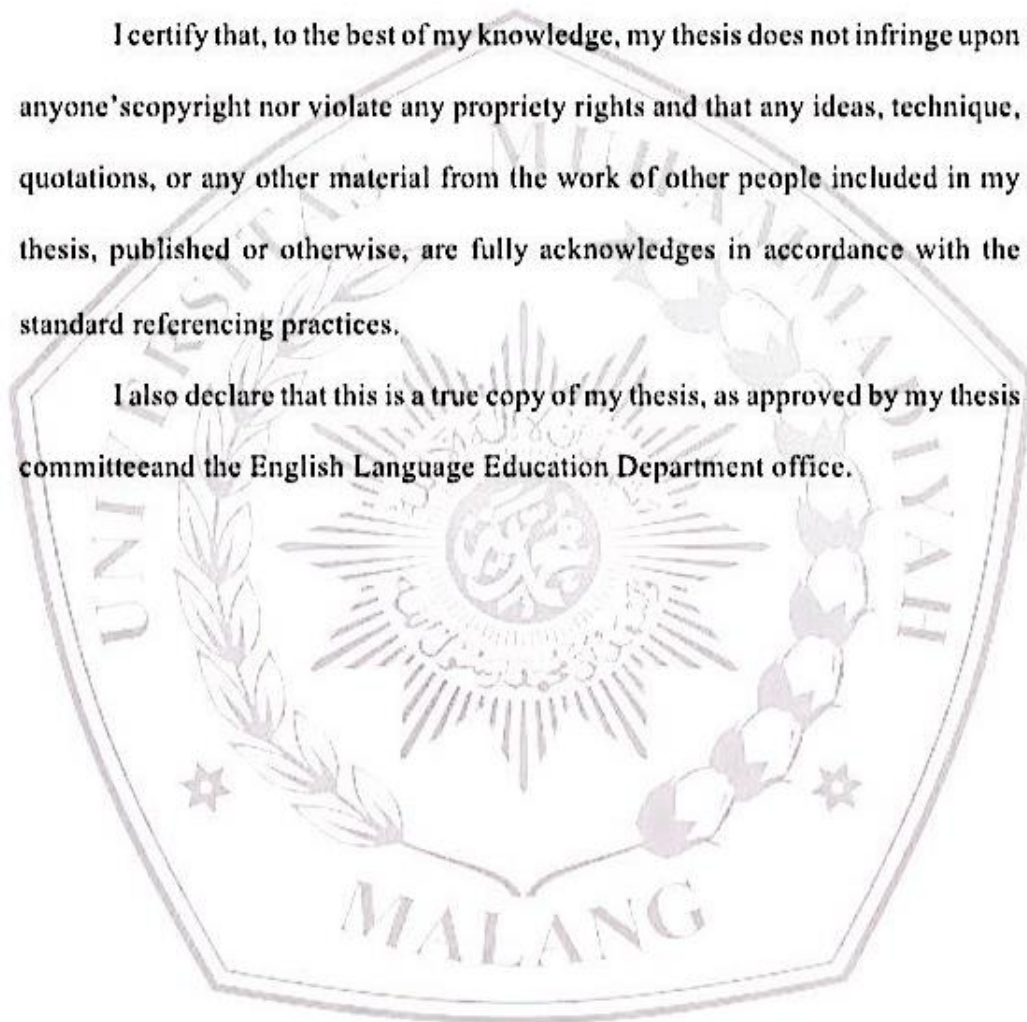 I certify that, to the best of my knowledge, my thesis does not infringe upon
anyone'scopyright nor violate any propriety rights and that any ideas, technique,
quotations, or any other material from the work of other people included in my
thesis, published or otherwise, are fully acknowledges in accordance with the
standard referencing practices.
I also declare that this is a true copy of my thesis, as approved by my thesis
committeeand the English Language Education Department office.
UNIVERSITAS MUHAMMADIYAH
MALANG